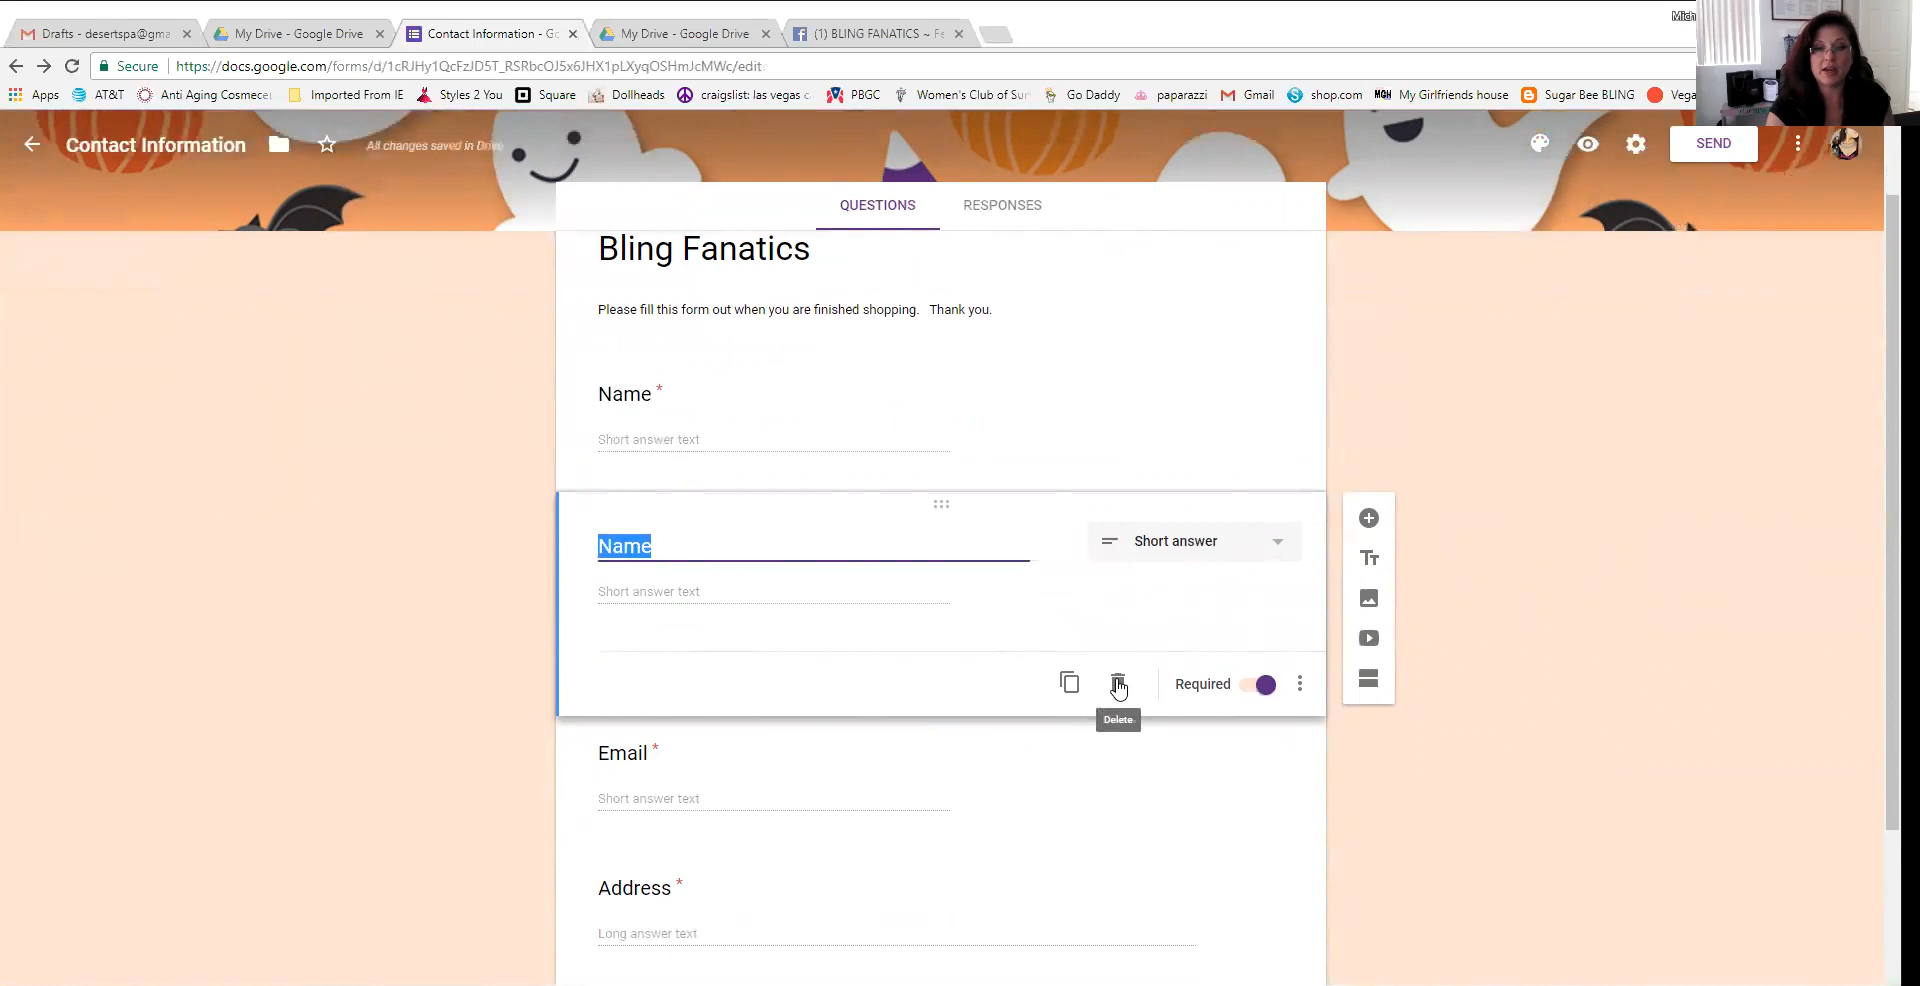 Mich
Drafts - desertspa@gma
My Drive - Google Drive
Contact Information - Go
My Drive - Google Drive
(1) BLING FANATICS ~ Fa
Secure
https://docs.google.com/forms/d/1cRJHy1QcFzJD5T_RSRbcOJ5x6JHX1pLXyqOSHmJcMWc/edit
Apps
AT&T
Anti Aging Cosmece
Imported From IE
Styles 2 You
Square
Dollheads
craigslist: las vegas c
PBGC
Women's Club of Su
Go Daddy
paparazzi
Gmail
shop.com
MGH
My Girlfriends house
Sugar Bee BLING
Vega
Contact Information
All changes saved in Drive
SEND
QUESTIONS
RESPONSES
Bling Fanatics
Please fill this form out when you are finished shopping. Thank you.
Name *
Short answer text
Name
Short answer
Short answer text
Required
Delete
Email *
Short answer text
Address *
Long answer text